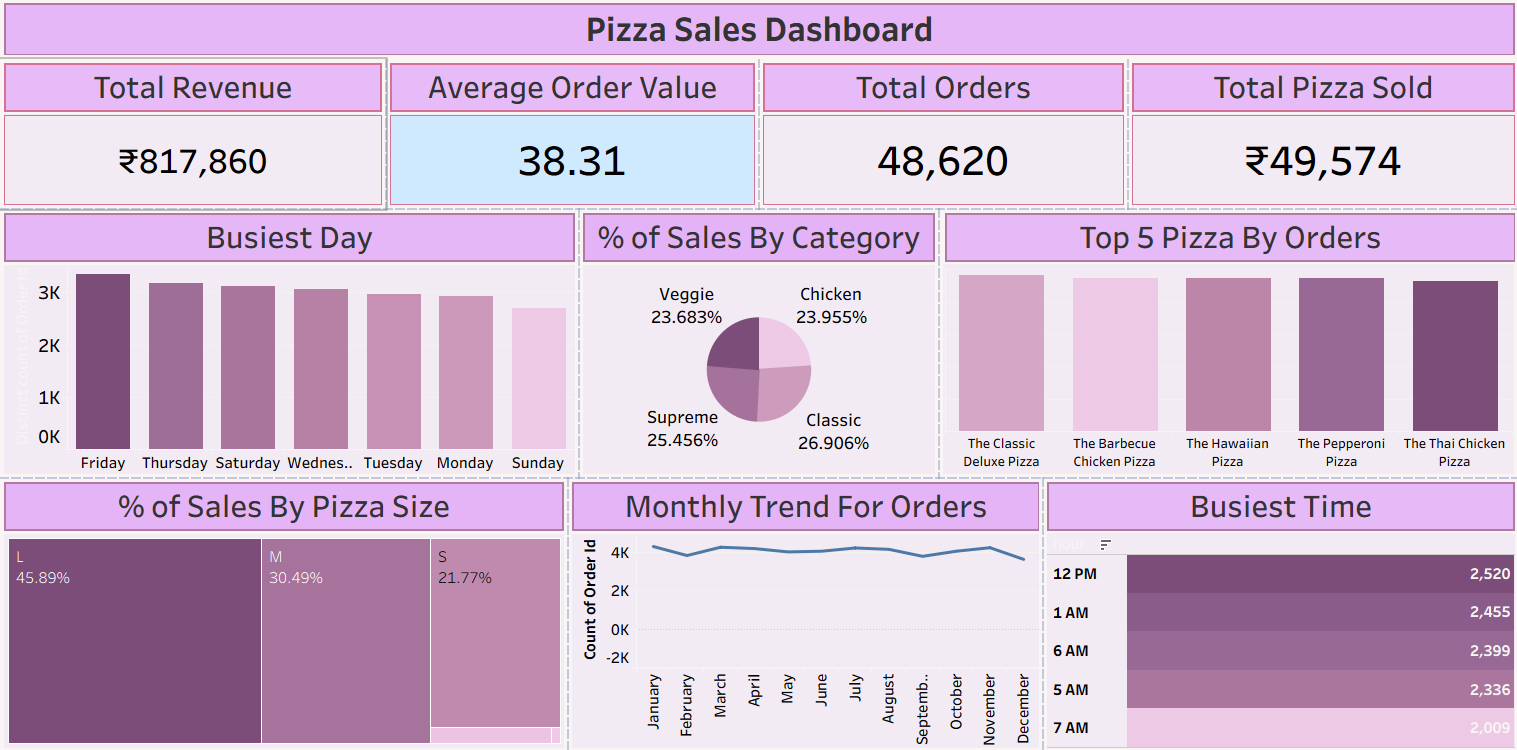 Pizza Sales Dashboard
Total Revenue
Average Order Value
Total Orders
Total Pizza Sold
₹817,860
38.31
48,620
₹49,574
Busiest Day
Distinct count of Order Id
3K
2K
1K
0K
Friday
Thursday
Saturday
Wednes..
Tuesday
Monday
Sunday
% of Sales By Category
Veggie
23.683%
Chicken
23.955%
Supreme
25.456%
Classic
26.906%
Top 5 Pizza By Orders
The Classic
Deluxe Pizza
The Barbecue
Chicken Pizza
The Hawaiian
Pizza
The Pepperoni
Pizza
The Thai Chicken
Pizza
% of Sales By Pizza Size
L
45.89%
M
30.49%
S
21.77%
Monthly Trend For Orders
Count of Order Id
4K
2K
0K
-2K
January
February
March
April
May
June
July
August
Septemb..
October
November
December
Busiest Time
hour
12 PM 2,520
1 AM 2,455
6 AM 2,399
5 AM 2,336
7 AM 2,009